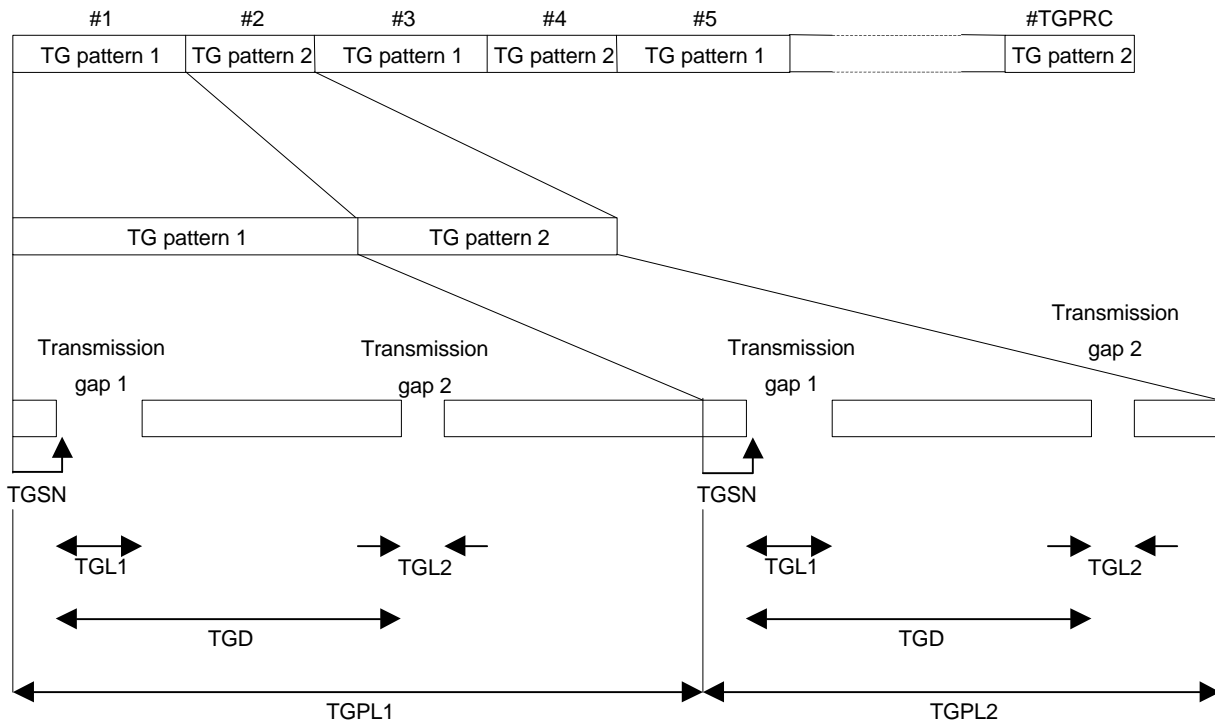 #1 #2 #3 #4 #5 #TGPRC
TG pattern 1 TG pattern 2 TG pattern 1 TG pattern 2 TG pattern 1 TG pattern 2
TG pattern 1 TG pattern 2
Transmission
gap 1
Transmission
gap 2
Transmission
gap 1
Transmission
gap 2
TGSN TGSN
TGL1 TGL2 TGL1 TGL2
TGD TGD
TGPL1 TGPL2